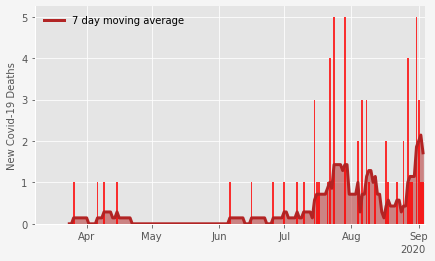 7 day moving average
New Covid-19 Deaths
5
4
3
2
1
0
Apr
May
Jun
Jul
Aug
Sep
2020